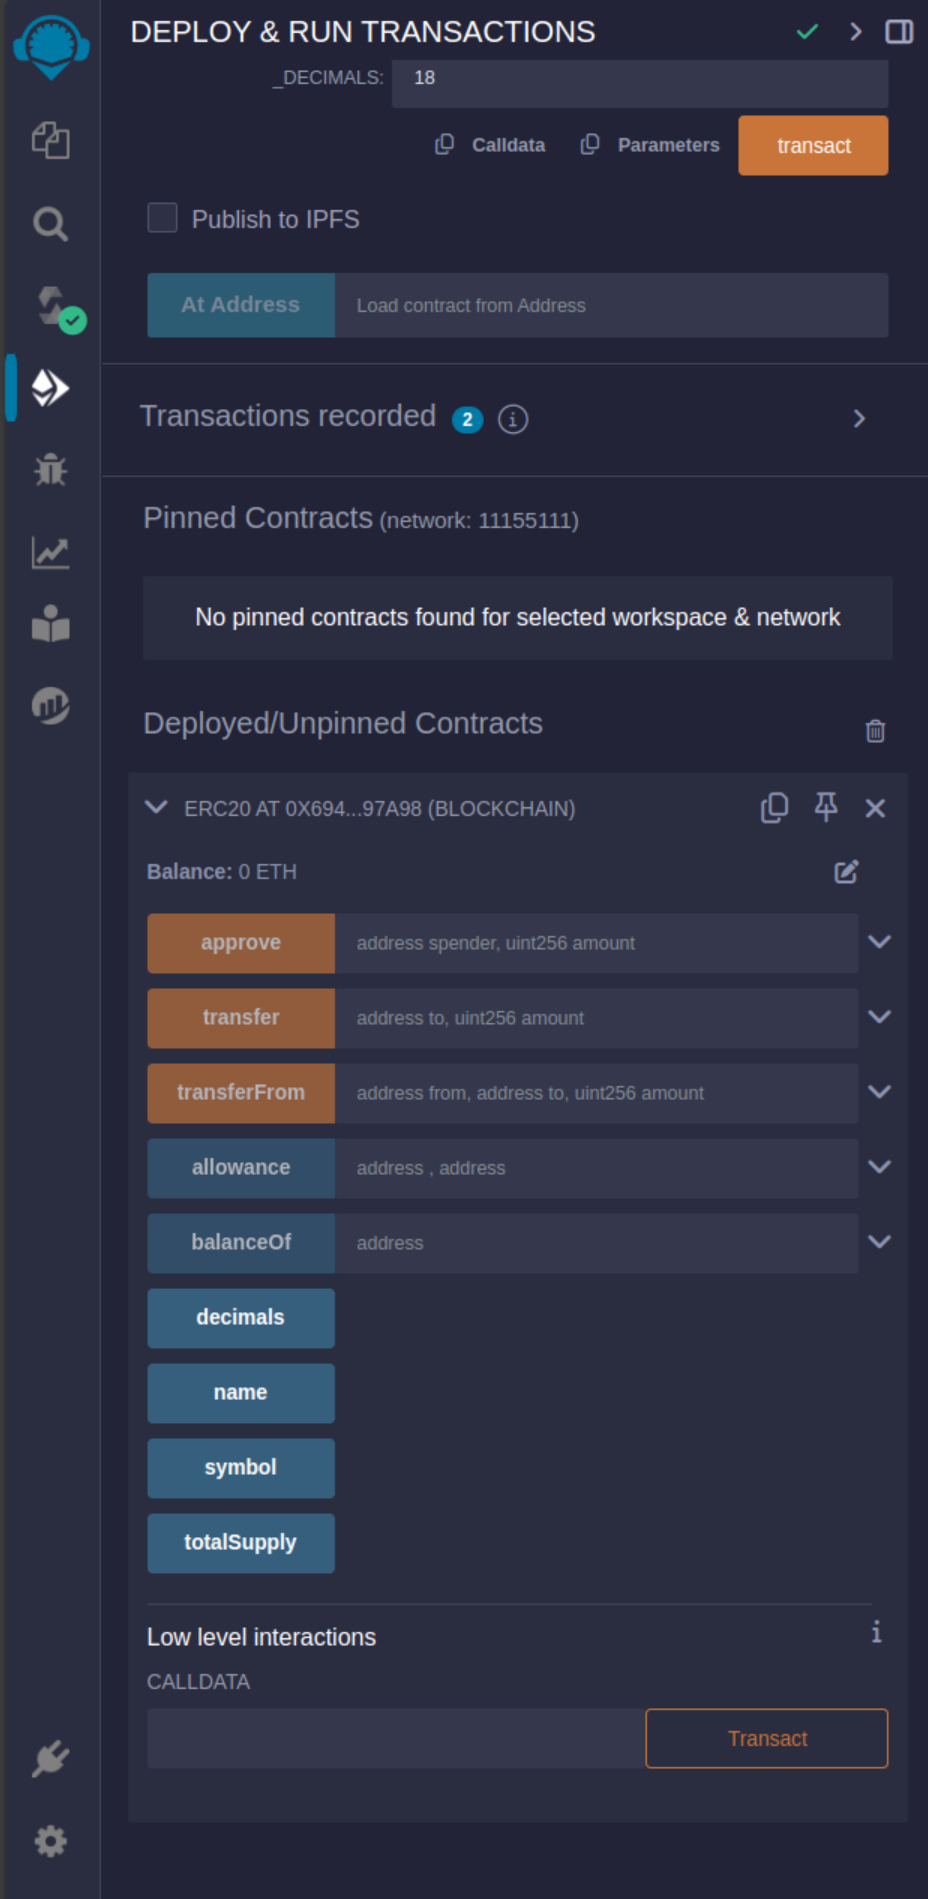 DEPLOY & RUN TRANSACTIONS
_DECIMALS: 18
Calldata Parameters transact
Publish to IPFS
At Address Load contract from Address
Transactions recorded 2 i
Pinned Contracts (network: 11155111)
No pinned contracts found for selected workspace & network
Deployed/Unpinned Contracts
ERC20 AT 0X694...97A98 (BLOCKCHAIN)
Balance: 0 ETH
approve address spender, uint256 amount
transfer address to, uint256 amount
transferFrom address from, address to, uint256 amount
allowance address , address
balanceOf address
decimals
name
symbol
totalSupply
Low level interactions i
CALLDATA
Transact